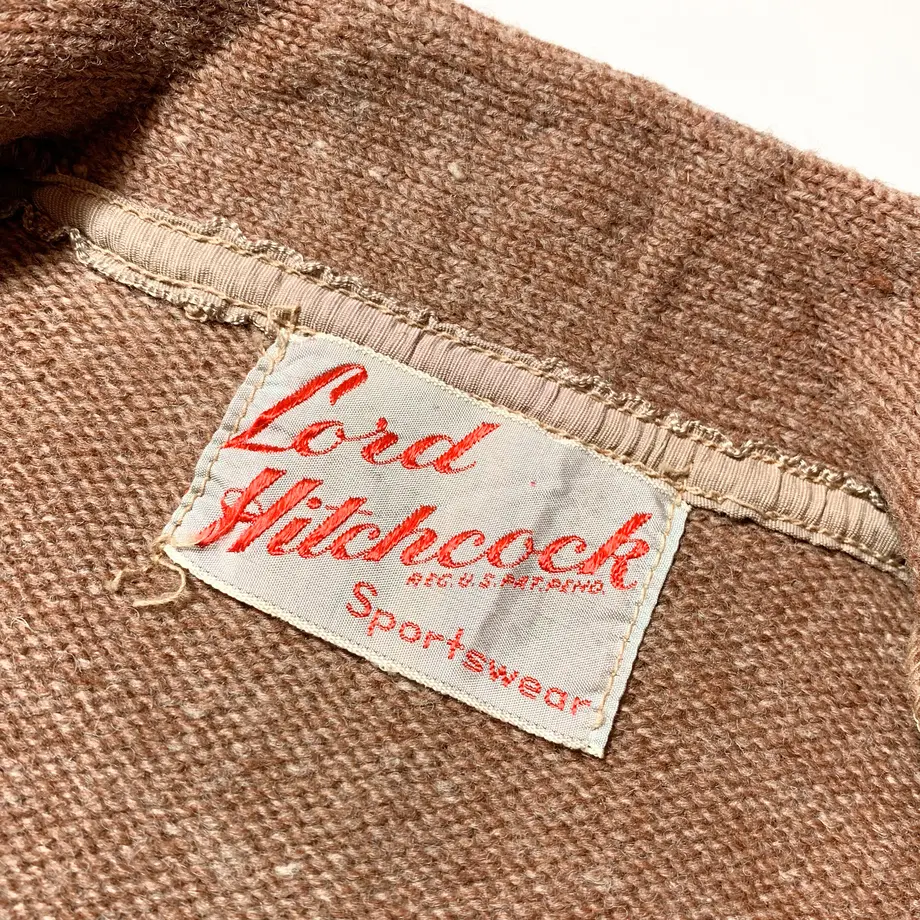 Lord
Hitchcock
REG. U.S. PAT. PEND.
Sportswear